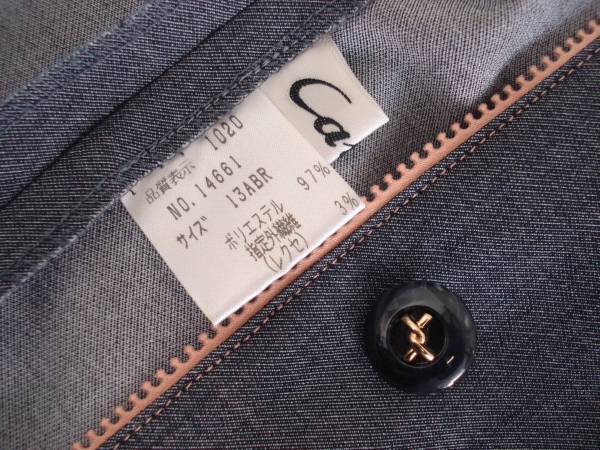 Ca
1020
品質表示
NO. 14661
サイズ 13ABR
ポリエステル 97%
指定外繊維 3%
(レクセ)